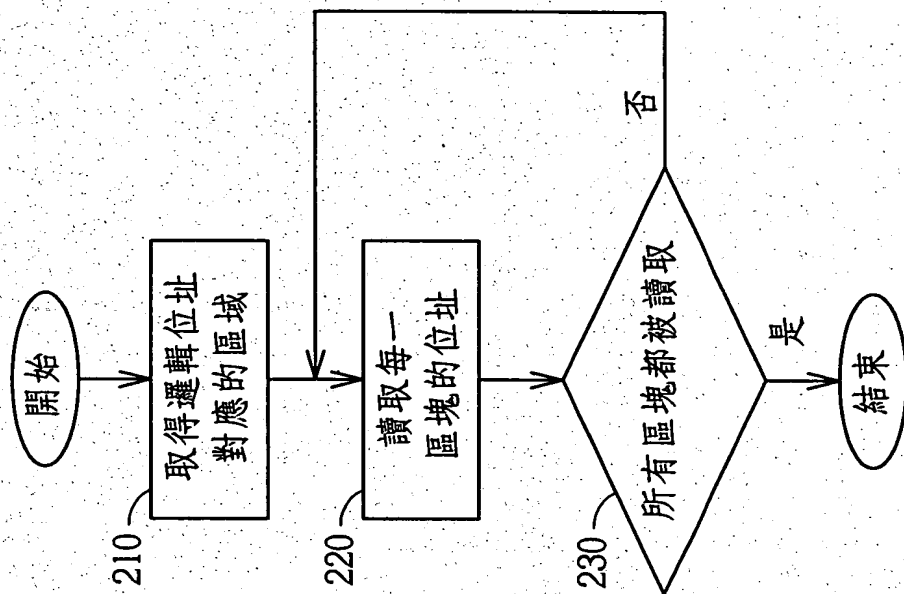 開始
210
取得邏輯位址
對應的區域
220
讀取每一
區塊的位址
230
所有區塊都被讀取
否
是
結束